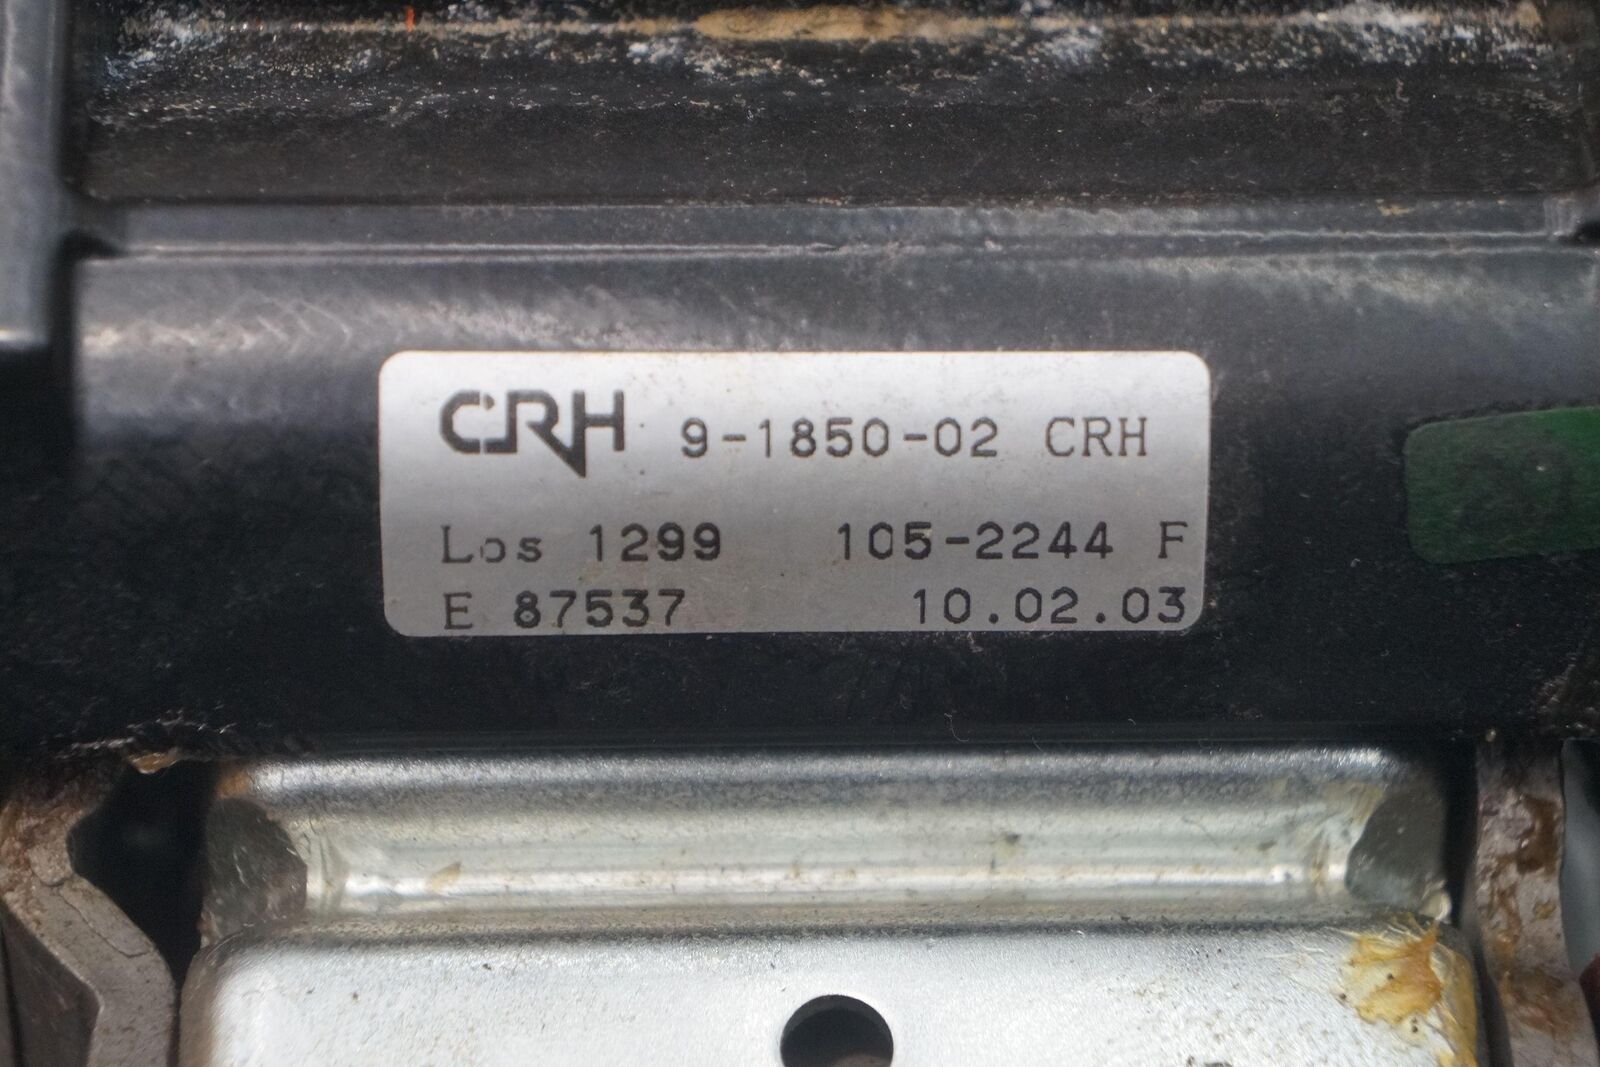 CRH 9-1850-02 CRH
Los 1299 105-2244 F
E 87537 10.02.03